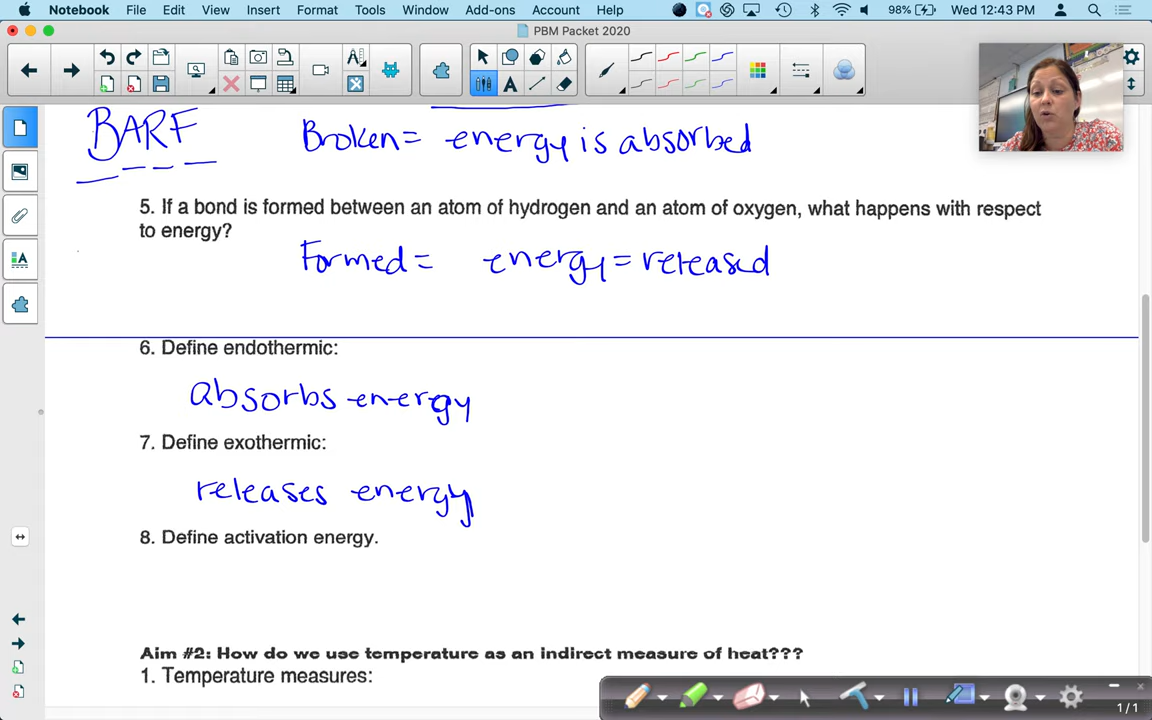 Notebook File Edit View Insert Format Tools Window Add-ons Account Help 98% Wed 12:43 PM
PBM Packet 2020
BARF Broken = energy is absorbed
5. If a bond is formed between an atom of hydrogen and an atom of oxygen, what happens with respect
to energy?
Formed = energy = released
6. Define endothermic:
absorbs energy
7. Define exothermic:
releases energy
8. Define activation energy.
Aim #2: How do we use temperature as an indirect measure of heat???
1. Temperature measures:
1/1